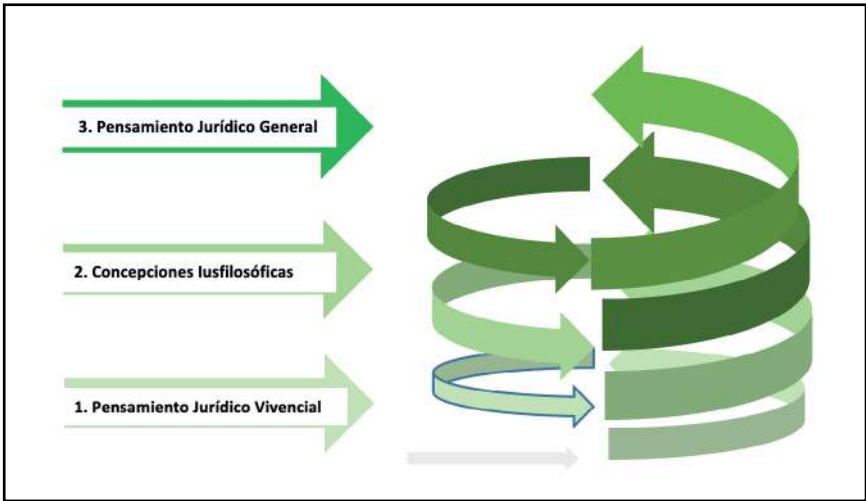 3. Pensamiento Jurídico General
2. Concepciones Iusfilosóficas
1. Pensamiento Jurídico Vivencial